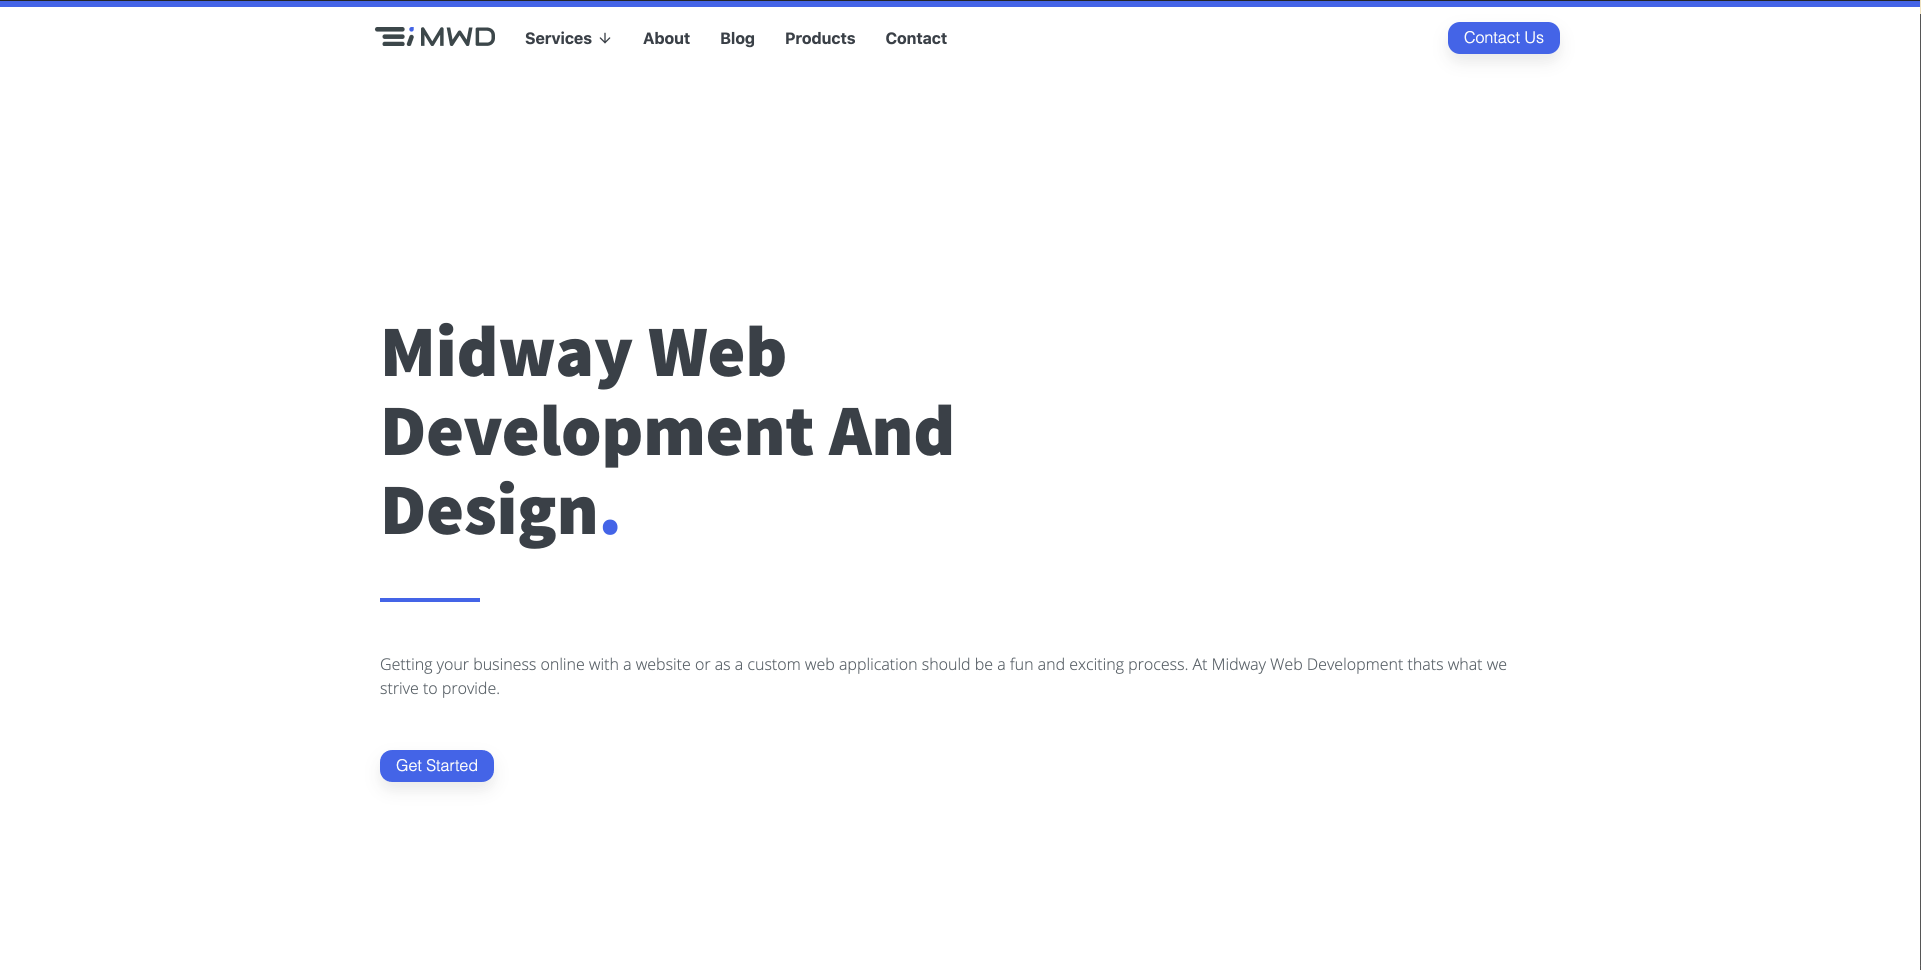 MWD
Services ↓
About
Blog
Products
Contact
Contact Us
Midway Web
Development And
Design.
Getting your business online with a website or as a custom web application should be a fun and exciting process. At Midway Web Development thats what we
strive to provide.
Get Started